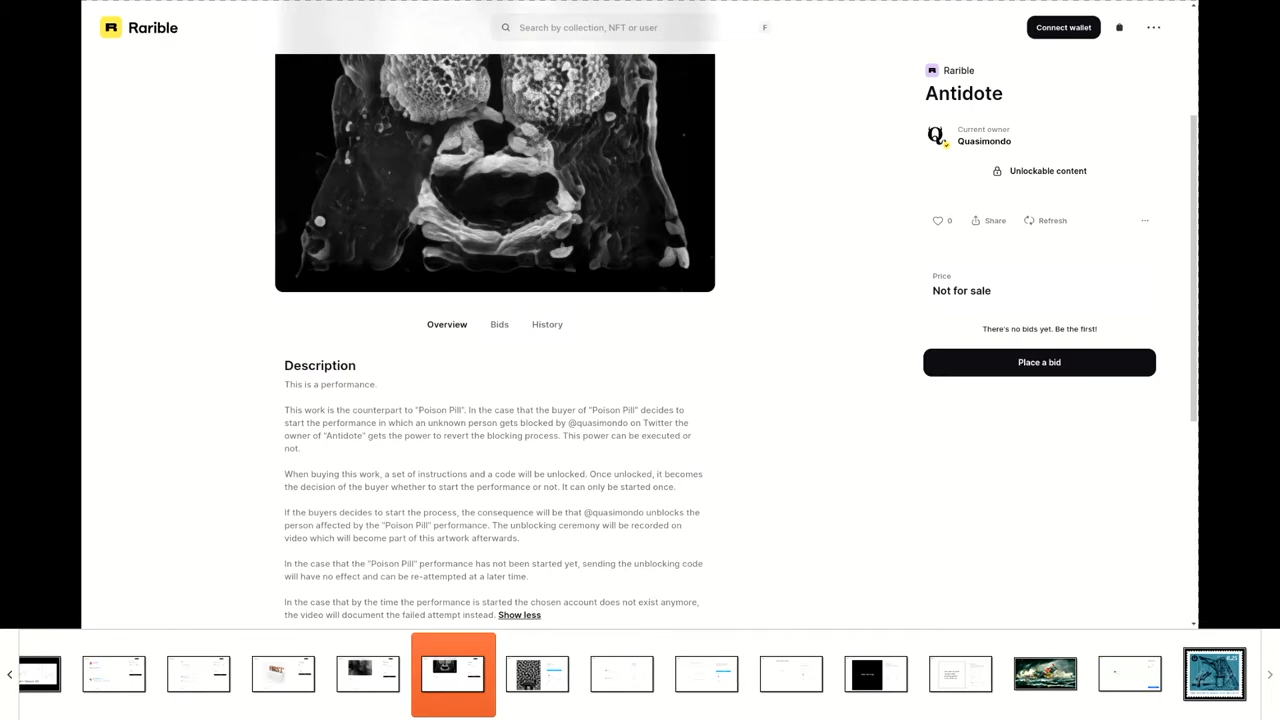 Rarible
Search by collection, NFT or user
F
Connect wallet
Rarible
Antidote
Current owner
Quasimondo
Unlockable content
0
Share
Refresh
Price
Not for sale
There's no bids yet. Be the first!
Place a bid
Overview
Bids
History
Description
This is a performance.
This work is the counterpart to "Poison Pill". In the case that the buyer of "Poison Pill" decides to
start the performance in which an unknown person gets blocked by @quasimondo on Twitter the
owner of "Antidote" gets the power to revert the blocking process. This power can be executed or
not.
When buying this work, a set of instructions and a code will be unlocked. Once unlocked, it becomes
the decision of the buyer whether to start the performance or not. It can only be started once.
If the buyers decides to start the process, the consequence will be that @quasimondo unblocks the
person affected by the "Poison Pill" performance. The unblocking ceremony will be recorded on
video which will become part of this artwork afterwards.
In the case that the "Poison Pill" performance has not been started yet, sending the unblocking code
will have no effect and can be re-attempted at a later time.
In the case that by the time the performance is started the chosen account does not exist anymore,
the video will document the failed attempt instead. Show less